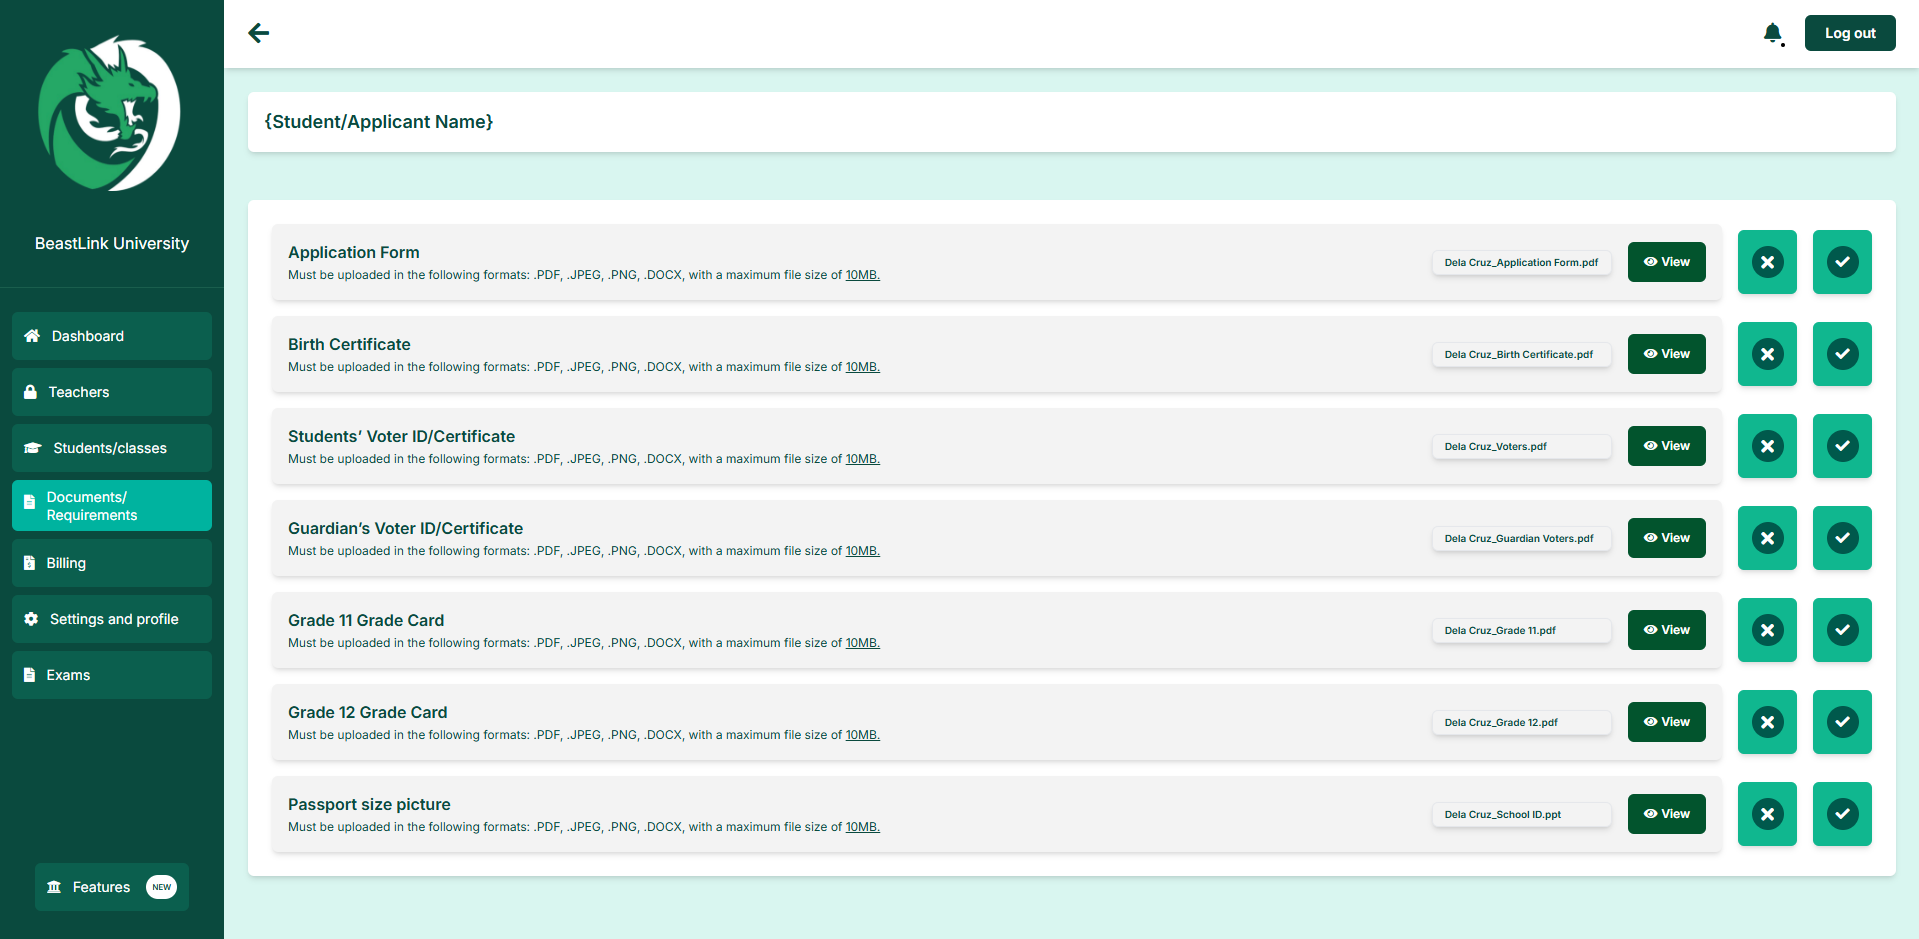 BeastLink University
Dashboard
Teachers
Students/classes
Documents/
Requirements
Billing
Settings and profile
Exams
Features NEW
Log out
{Student/Applicant Name}
Application Form
Must be uploaded in the following formats: .PDF, .JPEG, .PNG, .DOCX, with a maximum file size of 10MB.
Dela Cruz_Application Form.pdf
View
Birth Certificate
Must be uploaded in the following formats: .PDF, .JPEG, .PNG, .DOCX, with a maximum file size of 10MB.
Dela Cruz_Birth Certificate.pdf
View
Students’ Voter ID/Certificate
Must be uploaded in the following formats: .PDF, .JPEG, .PNG, .DOCX, with a maximum file size of 10MB.
Dela Cruz_Voters.pdf
View
Guardian’s Voter ID/Certificate
Must be uploaded in the following formats: .PDF, .JPEG, .PNG, .DOCX, with a maximum file size of 10MB.
Dela Cruz_Guardian Voters.pdf
View
Grade 11 Grade Card
Must be uploaded in the following formats: .PDF, .JPEG, .PNG, .DOCX, with a maximum file size of 10MB.
Dela Cruz_Grade 11.pdf
View
Grade 12 Grade Card
Must be uploaded in the following formats: .PDF, .JPEG, .PNG, .DOCX, with a maximum file size of 10MB.
Dela Cruz_Grade 12.pdf
View
Passport size picture
Must be uploaded in the following formats: .PDF, .JPEG, .PNG, .DOCX, with a maximum file size of 10MB.
Dela Cruz_School ID.ppt
View